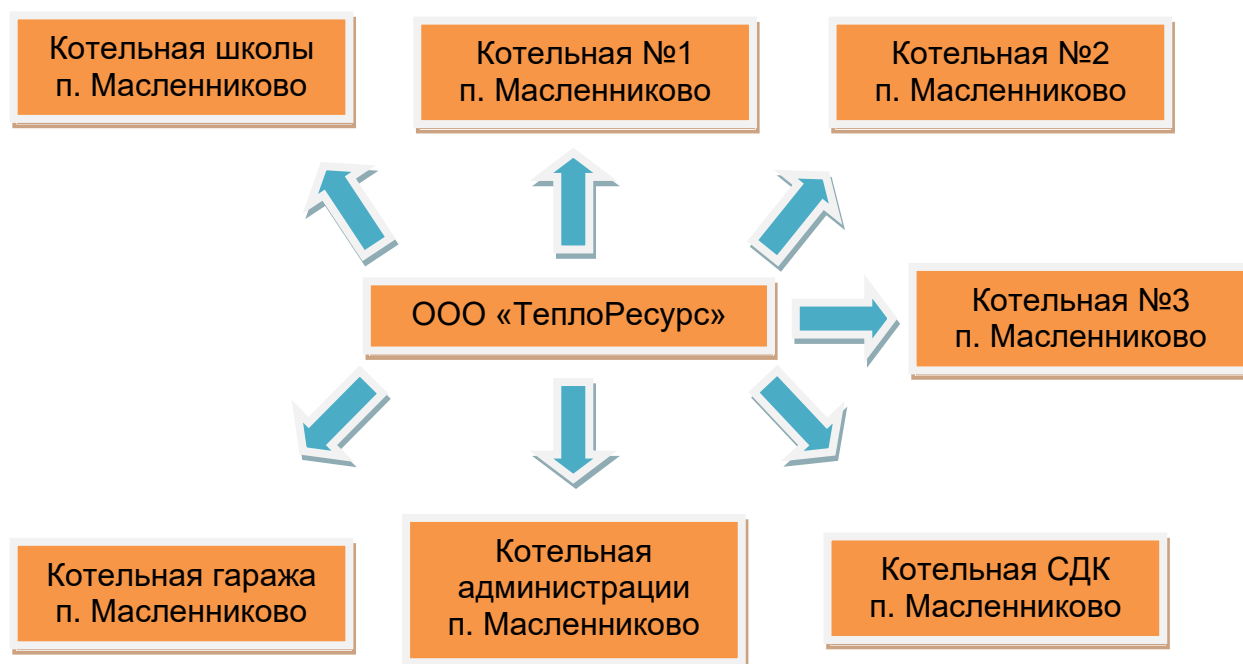 Котельная школы
п. Масленниково
Котельная №1
п. Масленниково
Котельная №2
п. Масленниково
ООО «ТеплоРесурс»
Котельная №3
п. Масленниково
Котельная гаража
п. Масленниково
Котельная
администрации
п. Масленниково
Котельная СДК
п. Масленниково